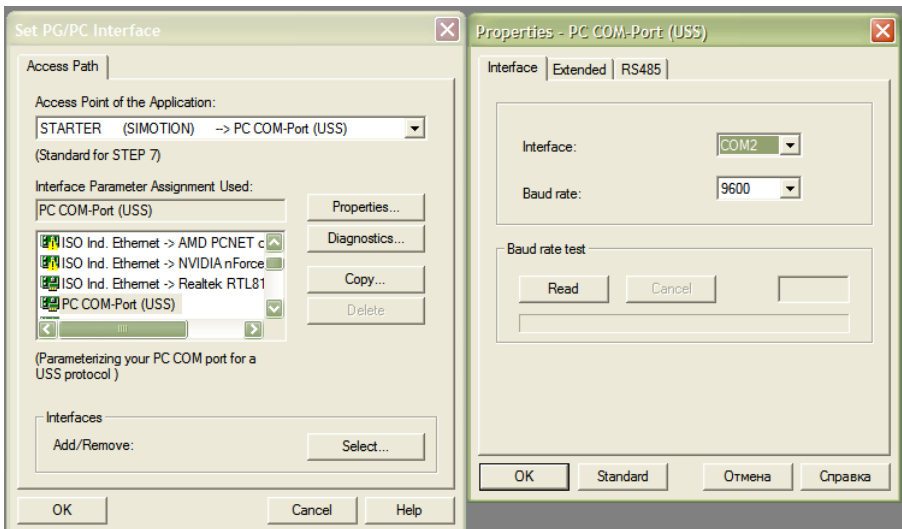 Set PG/PC Interface
Access Path
Access Point of the Application:
STARTER (SIMOTION) --> PC COM-Port (USS)
(Standard for STEP 7)
Interface Parameter Assignment Used:
PC COM-Port (USS)
Properties...
Diagnostics...
Copy...
Delete
ISO Ind. Ethernet -> AMD PCNET c
ISO Ind. Ethernet -> NVIDIA nForce
ISO Ind. Ethernet -> Realtek RTL81
PC COM-Port (USS)
(Parameterizing your PC COM port for a
USS protocol )
Interfaces
Add/Remove:
Select...
OK
Cancel
Help
Properties - PC COM-Port (USS)
Interface
Extended
RS485
Interface:
COM2
Baud rate:
9600
Baud rate test
Read
Cancel
OK
Standard
Отмена
Справка